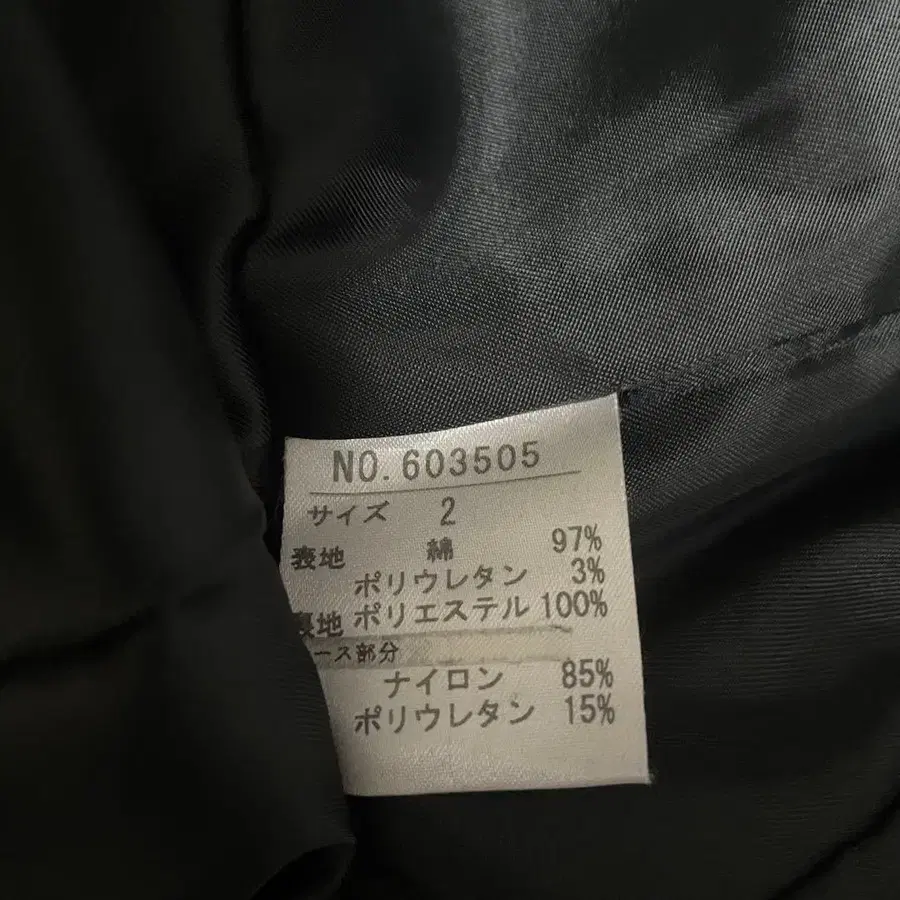 NO.603505
サイズ 2
表地 綿 97%
ポリウレタン 3%
裏地 ポリエステル 100%
ース部分
ナイロン 85%
ポリウレタン 15%